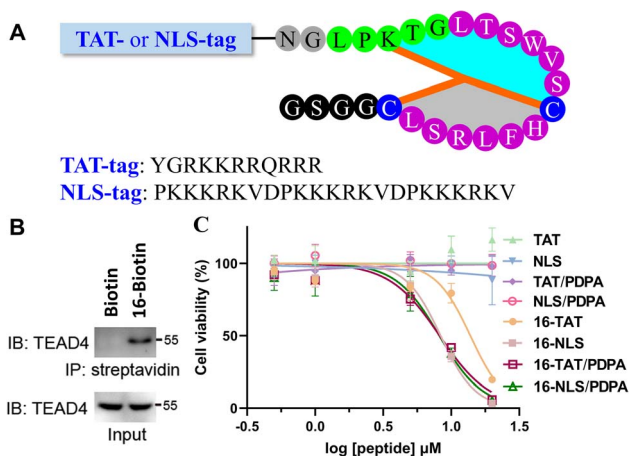 A
TAT- or NLS-tag
N G L P K T G L T S W V S C
G S G G C L S R L F H
TAT-tag: YGRKKRRQRRR
NLS-tag: PKKKRKVDPKKKRKVDPKKKRKV
B
Biotin
16-Biotin
IB: TEAD4
55
IP: streptavidin
IB: TEAD4
55
Input
C
Cell viability (%)
100
50
0
-0.5 0.0 0.5 1.0 1.5
log [peptide] μM
TAT
NLS
TAT/PDPA
NLS/PDPA
16-TAT
16-NLS
16-TAT/PDPA
16-NLS/PDPA